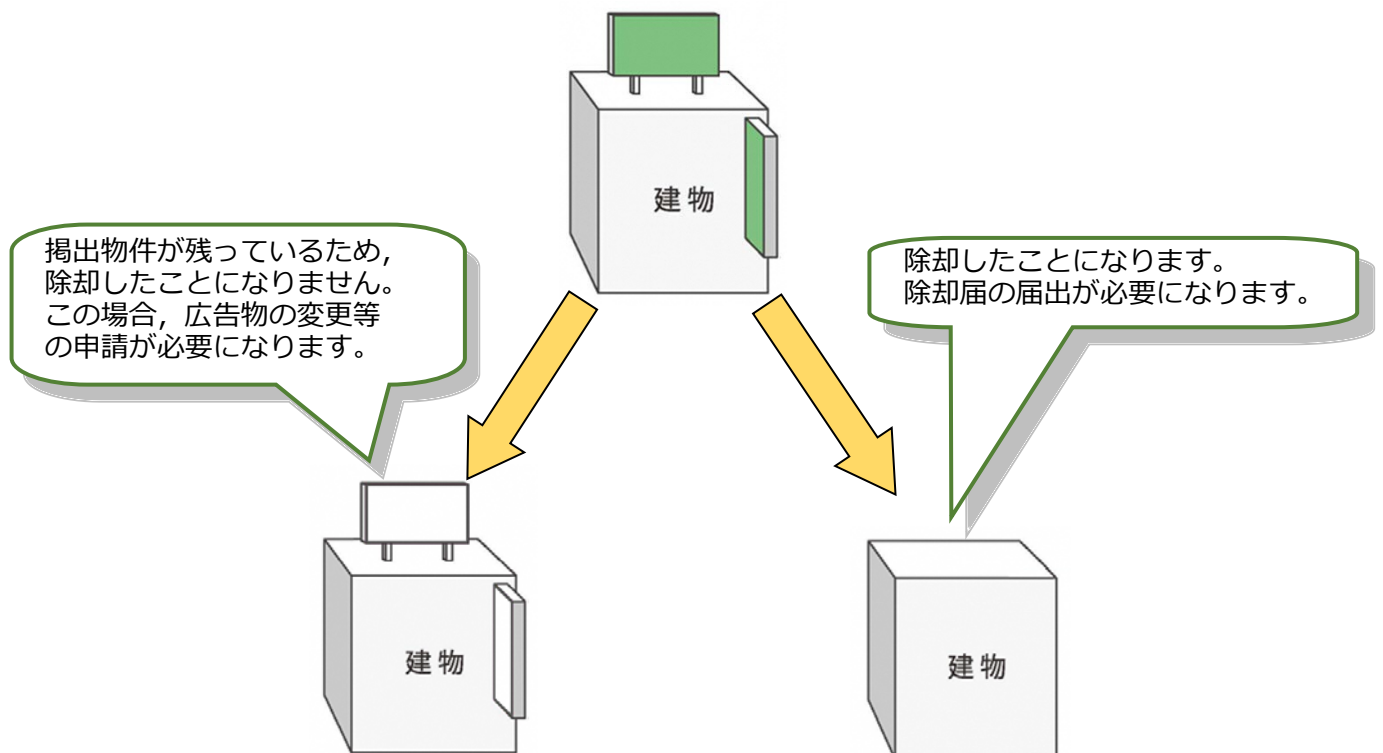 建物
掲出物件が残っているため，
除却したことになりません。
この場合，広告物の変更等
の申請が必要になります。
除却したことになります。
除却届の届出が必要になります。
建物
建物